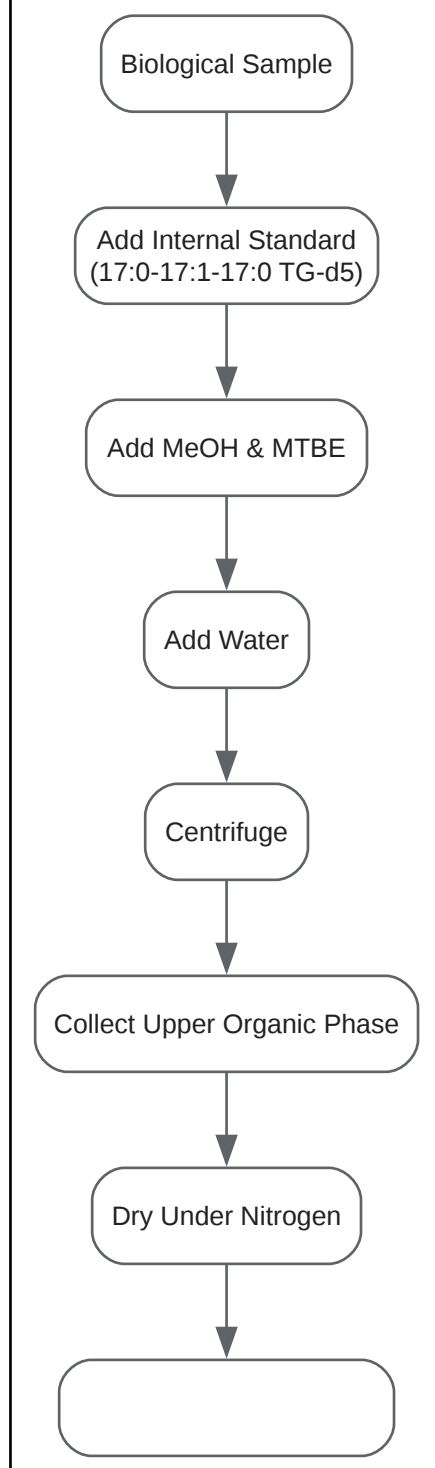 Biological Sample
Add Internal Standard
(17:0-17:1-17:0 TG-d5)
Add MeOH & MTBE
Add Water
Centrifuge
Collect Upper Organic Phase
Dry Under Nitrogen